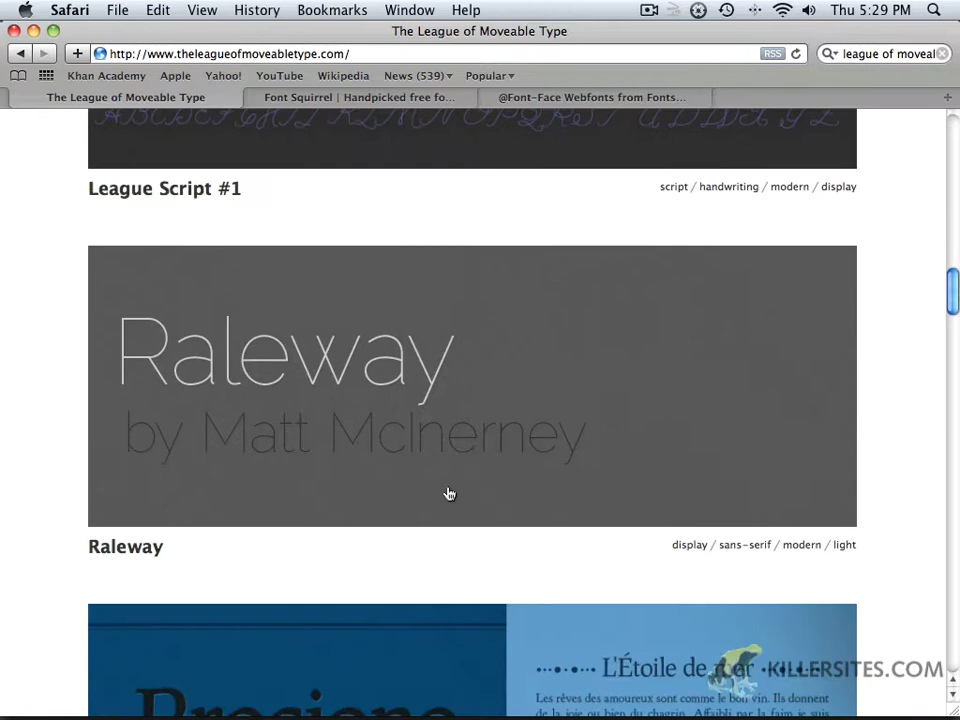 Safari File Edit View History Bookmarks Window Help Thu 5:29 PM
The League of Moveable Type
http://www.theleagueofmoveabletype.com/ RSS league of moveal
Khan Academy Apple Yahoo! YouTube Wikipedia News (539) Popular
The League of Moveable Type Font Squirrel | Handpicked free fo... @Font-Face Webfonts from Fonts...
League Script #1 script / handwriting / modern / display
Raleway
by Matt McInerney
Raleway display / sans-serif / modern / light
L'Étoile de mer
KILLERSITES.COM
Les rêves des amoureux sont comme le bon vin. Ils donnent
de la joie ou bien du chagrin. Affaibli par la faim, je suis